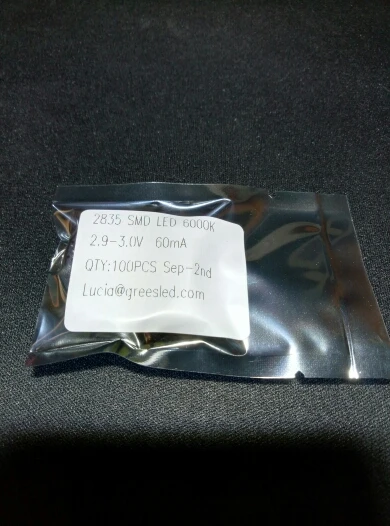 2835 SMD LED 6000K
2.9-3.0V 60mA
QTY:100PCS Sep-2nd
Lucia@greesled.com